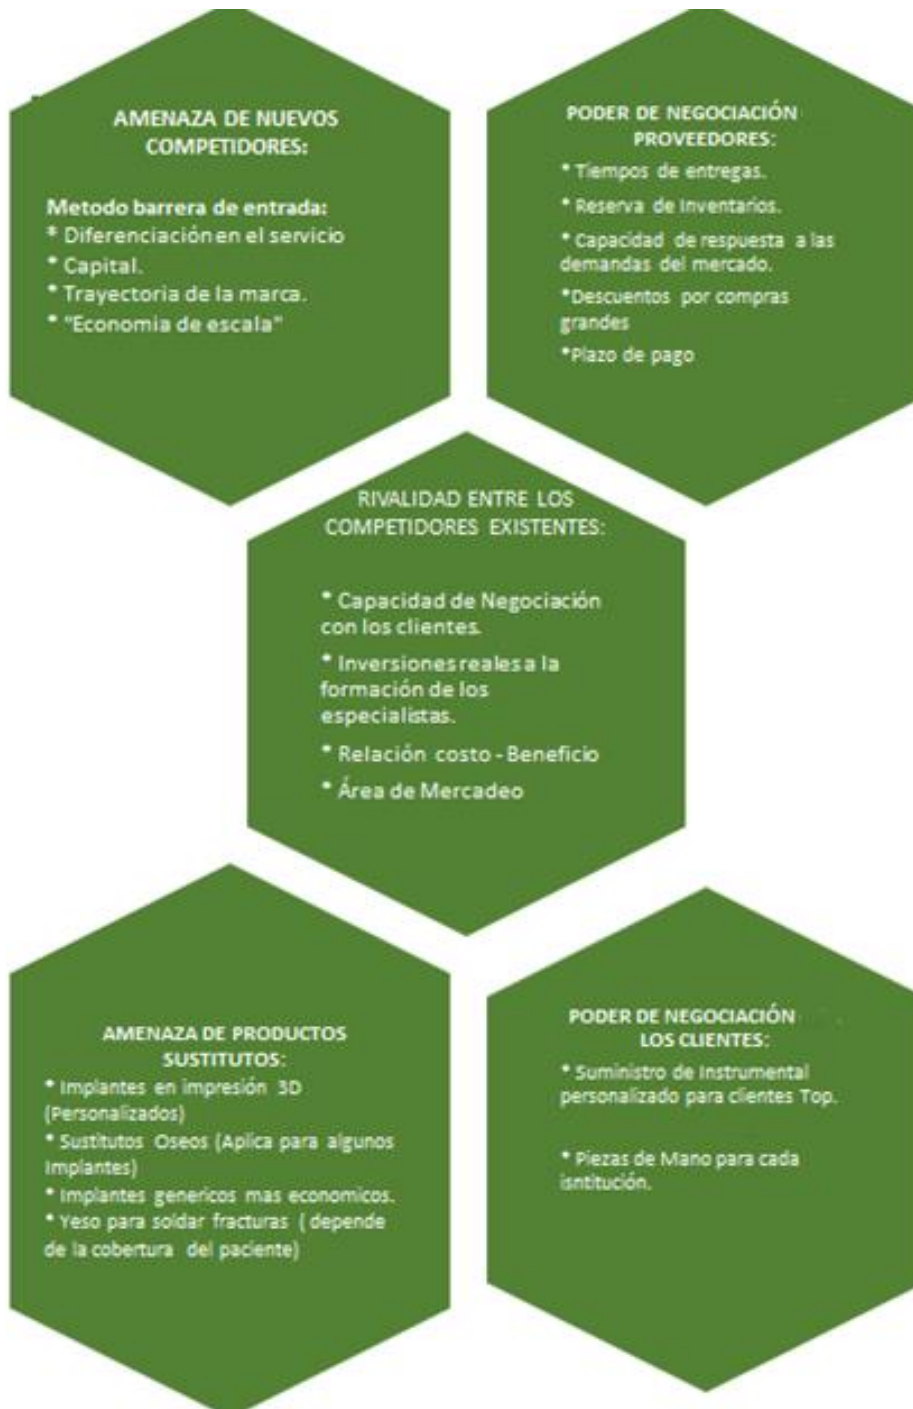 AMENAZA DE NUEVOS
COMPETIDORES:
Metodo barrera de entrada:
* Diferenciación en el servicio
* Capital.
* Trayectoria de la marca.
* "Economia de escala"
PODER DE NEGOCIACIÓN
PROVEEDORES:
* Tiempos de entregas.
* Reserva de Inventarios.
* Capacidad de respuesta a las
demandas del mercado.
*Descuentos por compras
grandes
*Plazo de pago
RIVALIDAD ENTRE LOS
COMPETIDORES EXISTENTES:
* Capacidad de Negociación
con los clientes.
* Inversiones reales a la
formación de los
especialistas.
* Relación costo - Beneficio
* Área de Mercadeo
AMENAZA DE PRODUCTOS
SUSTITUTOS:
* Implantes en impresión 3D
(Personalizados)
* Sustitutos Oseos (Aplica para algunos
Implantes)
* Implantes genericos mas economicos.
* Yeso para soldar fracturas ( depende
de la cobertura del paciente)
PODER DE NEGOCIACIÓN
LOS CLIENTES:
* Suministro de Instrumental
personalizado para clientes Top.
* Piezas de Mano para cada
isntitución.